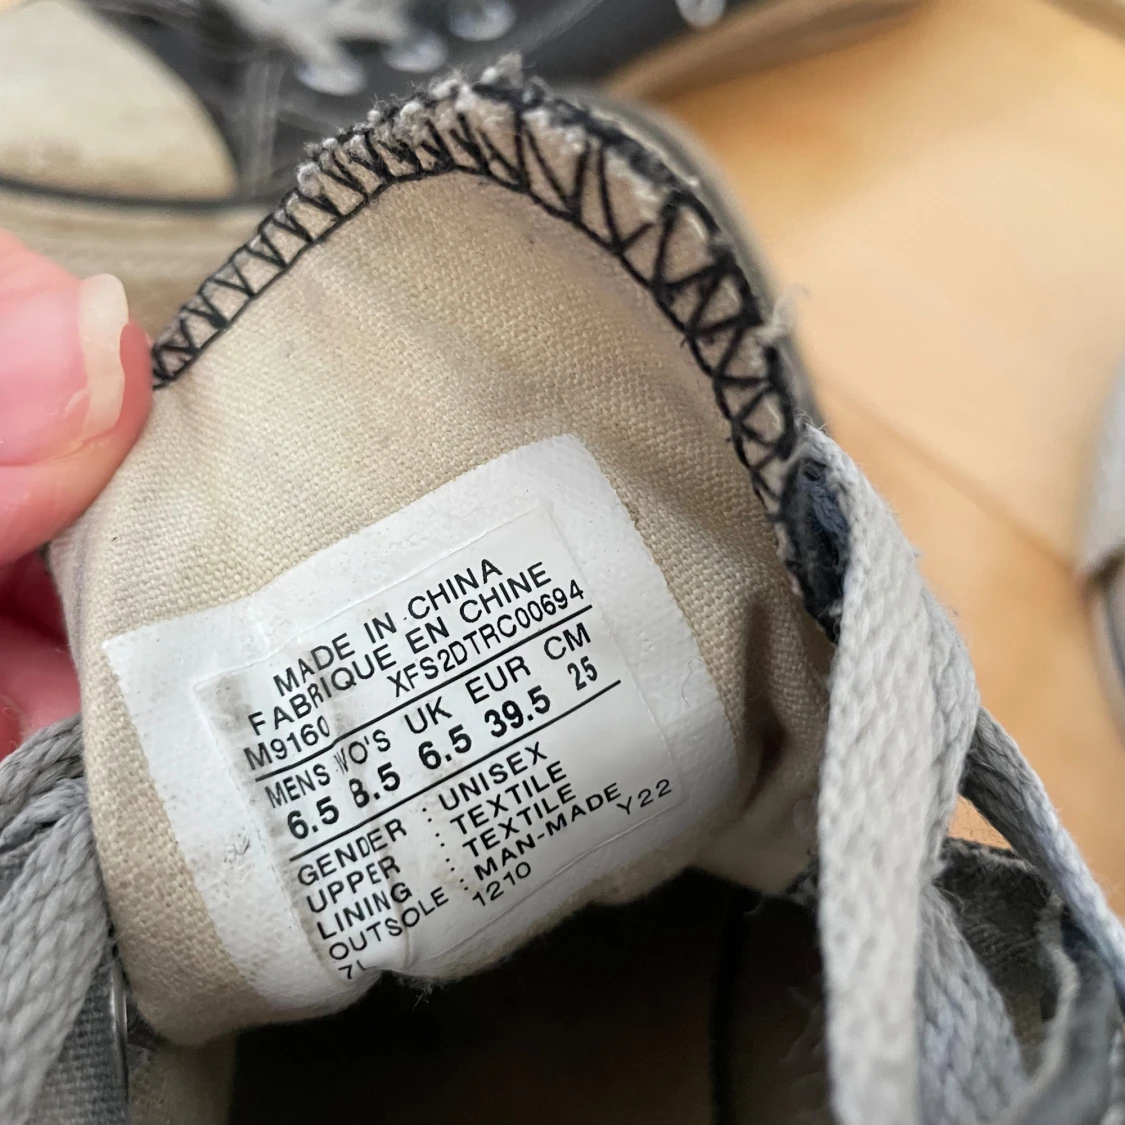 MADE IN CHINA
FABRIQUE EN CHINE
M9160 XFS2DTRC00694
MENS WO'S UK EUR CM
6.5 8.5 6.5 39.5 25
GENDER : UNISEX
UPPER : TEXTILE
LINING : TEXTILE
OUTSOLE : MAN-MADE
1210 Y22